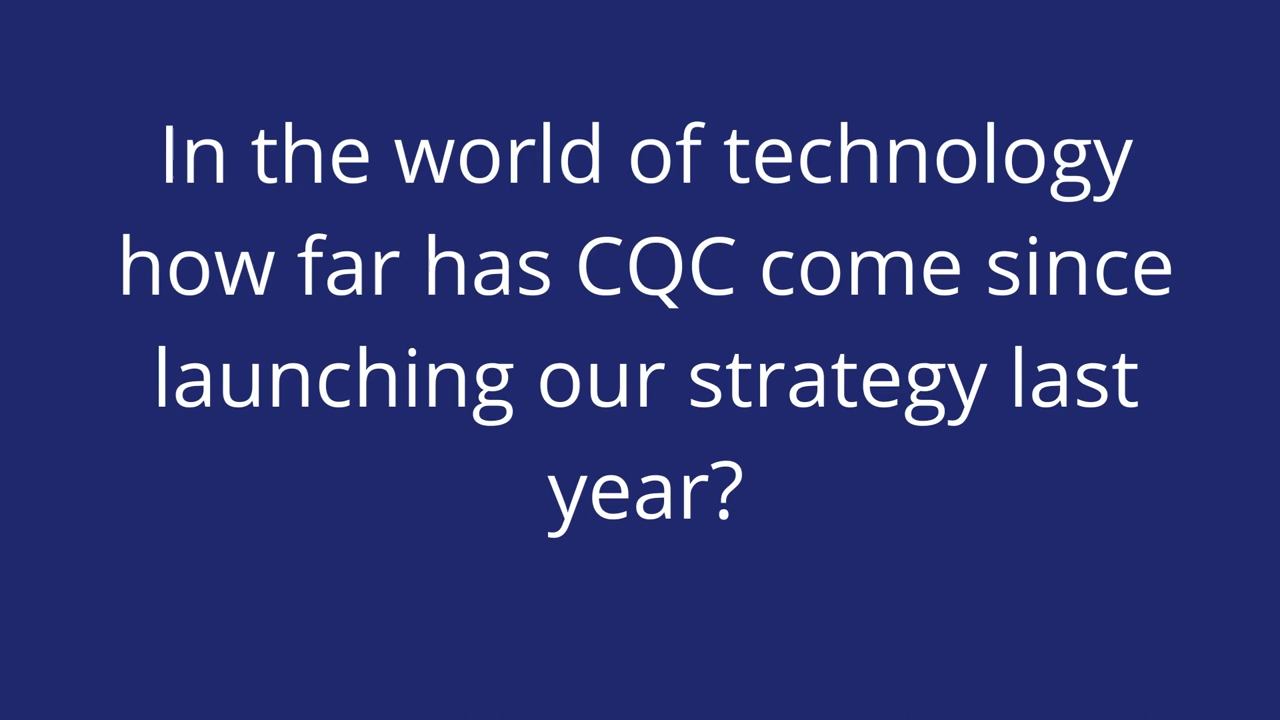 In the world of technology
how far has CQC come since
launching our strategy last
year?